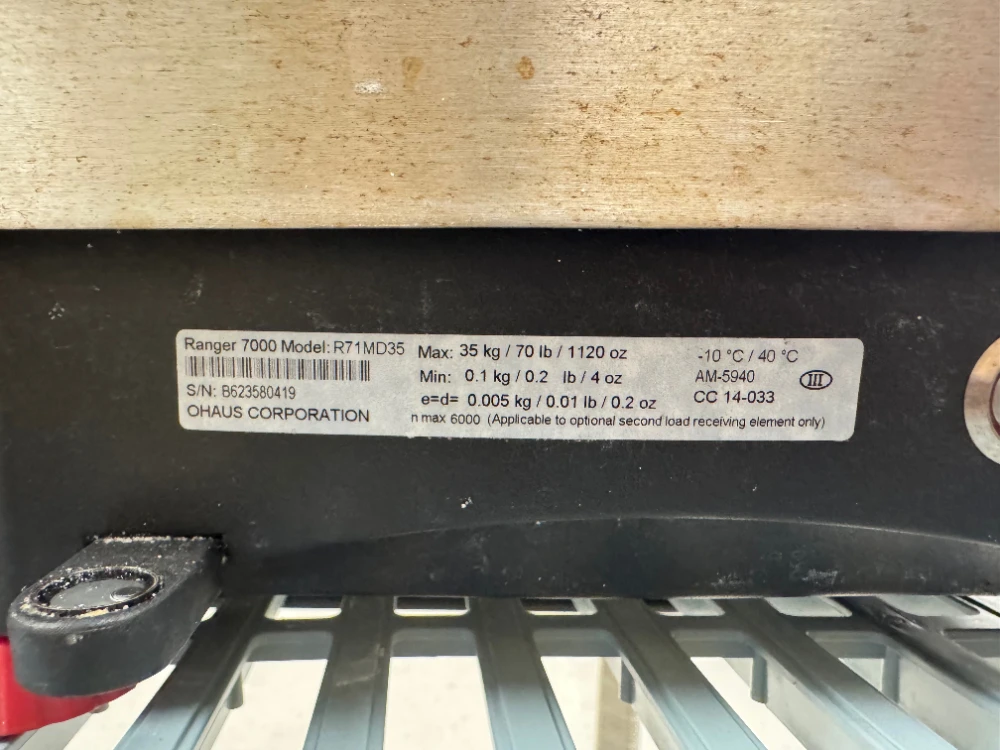 Ranger 7000 Model: R71MD35
S/N: B623580419
OHAUS CORPORATION
Max: 35 kg / 70 lb / 1120 oz
Min: 0.1 kg / 0.2 lb / 4 oz
e=d= 0.005 kg / 0.01 lb / 0.2 oz
n max 6000 (Applicable to optional second load receiving element only)
-10 °C / 40 °C
AM-5940
CC 14-033
III